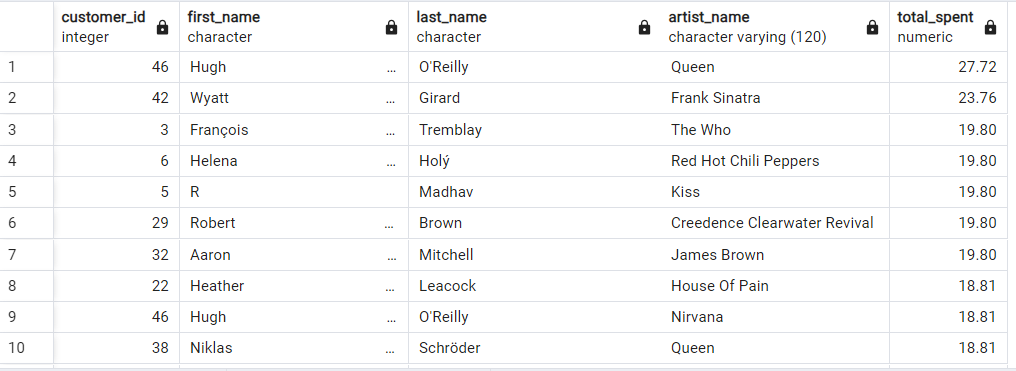 customer_id first_name last_name artist_name total_spent
integer character character character varying (120) numeric
1 46 Hugh ... O'Reilly Queen 27.72
2 42 Wyatt ... Girard Frank Sinatra 23.76
3 3 François ... Tremblay The Who 19.80
4 6 Helena ... Holý Red Hot Chili Peppers 19.80
5 5 R Madhav Kiss 19.80
6 29 Robert ... Brown Creedence Clearwater Revival 19.80
7 32 Aaron ... Mitchell James Brown 19.80
8 22 Heather ... Leacock House Of Pain 18.81
9 46 Hugh ... O'Reilly Nirvana 18.81
10 38 Niklas ... Schröder Queen 18.81